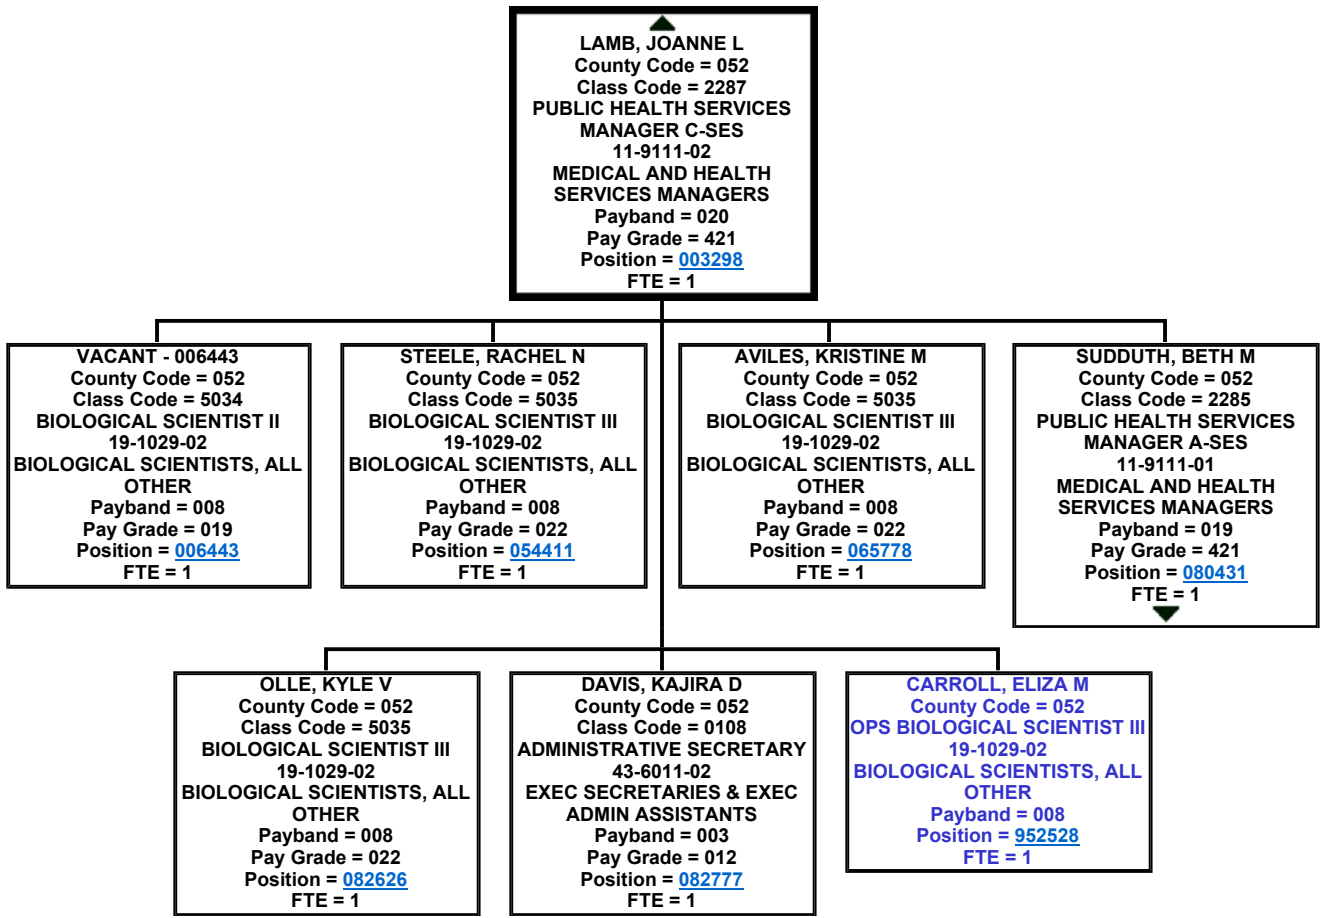 LAMB, JOANNE L
County Code = 052
Class Code = 2287
PUBLIC HEALTH SERVICES
MANAGER C-SES
11-9111-02
MEDICAL AND HEALTH
SERVICES MANAGERS
Payband = 020
Pay Grade = 421
Position = 003298
FTE = 1
VACANT - 006443
County Code = 052
Class Code = 5034
BIOLOGICAL SCIENTIST II
19-1029-02
BIOLOGICAL SCIENTISTS, ALL
OTHER
Payband = 008
Pay Grade = 019
Position = 006443
FTE = 1
STEELE, RACHEL N
County Code = 052
Class Code = 5035
BIOLOGICAL SCIENTIST III
19-1029-02
BIOLOGICAL SCIENTISTS, ALL
OTHER
Payband = 008
Pay Grade = 022
Position = 054411
FTE = 1
AVILES, KRISTINE M
County Code = 052
Class Code = 5035
BIOLOGICAL SCIENTIST III
19-1029-02
BIOLOGICAL SCIENTISTS, ALL
OTHER
Payband = 008
Pay Grade = 022
Position = 065778
FTE = 1
SUDDUTH, BETH M
County Code = 052
Class Code = 2285
PUBLIC HEALTH SERVICES
MANAGER A-SES
11-9111-01
MEDICAL AND HEALTH
SERVICES MANAGERS
Payband = 019
Pay Grade = 421
Position = 080431
FTE = 1
OLLE, KYLE V
County Code = 052
Class Code = 5035
BIOLOGICAL SCIENTIST III
19-1029-02
BIOLOGICAL SCIENTISTS, ALL
OTHER
Payband = 008
Pay Grade = 022
Position = 082626
FTE = 1
DAVIS, KAJIRA D
County Code = 052
Class Code = 0108
ADMINISTRATIVE SECRETARY
43-6011-02
EXEC SECRETARIES & EXEC
ADMIN ASSISTANTS
Payband = 003
Pay Grade = 012
Position = 082777
FTE = 1
CARROLL, ELIZA M
County Code = 052
OPS BIOLOGICAL SCIENTIST III
19-1029-02
BIOLOGICAL SCIENTISTS, ALL
OTHER
Payband = 008
Position = 952528
FTE = 1